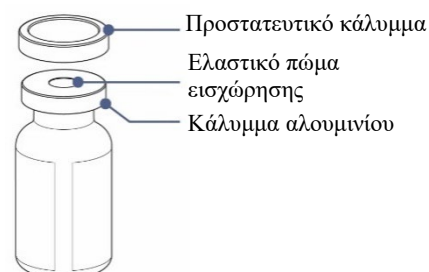 Προστατευτικό κάλυμμα
Ελαστικό πώμα
εισχώρησης
Κάλυμμα αλουμινίου